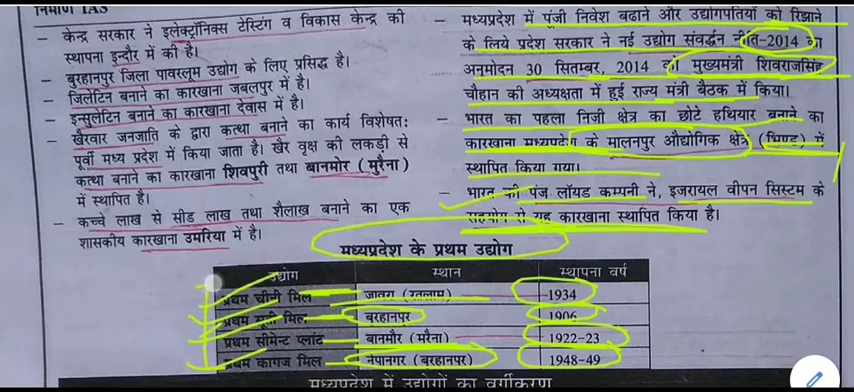 निर्माण IAS
– केन्द्र सरकार ने इलेक्ट्रॉनिक्स टेस्टिंग व विकास केन्द्र की
स्थापना इन्दौर में की है।
– बुरहानपुर जिला पावरलूम उद्योग के लिए प्रसिद्ध है।
– जिलेटिन बनाने का कारखाना जबलपुर में है।
– इन्सुलेटिन बनाने का कारखाना देवास में है।
– खैरवार जनजाति के द्वारा कत्था बनाने का कार्य विशेषत:
पूर्वी मध्य प्रदेश में किया जाता है। खैर वृक्ष की लकड़ी से
कत्था बनाने का कारखाना शिवपुरी तथा बानमोर (मुरैना)
में स्थापित है।
– कच्चे लाख से सीड लाख तथा शैलाख बनाने का एक
शासकीय कारखाना उमरिया में है।
– मध्यप्रदेश में पूंजी निवेश बढाने और उद्योगपतियों को रिझाने
के लिये प्रदेश सरकार ने नई उद्योग संवर्द्धन नीति-2014 का
अनुमोदन 30 सितम्बर, 2014 को मुख्यमंत्री शिवराजसिंह
चौहान की अध्यक्षता में हुई राज्य मंत्री बैठक में किया।
– भारत का पहला निजी क्षेत्र का छोटे हथियार बनाने का
कारखाना मध्यप्रदेश के मालनपुर औद्योगिक क्षेत्र (भिण्ड) में
स्थापित किया गया।
– भारत की पंज लॉयड कम्पनी ने, इजरायल वीपन सिस्टम के
सहयोग से यह कारखाना स्थापित किया है।
मध्यप्रदेश के प्रथम उद्योग
उद्योग स्थान स्थापना वर्ष
प्रथम चीनी मिल जावरा (रतलाम) 1934
प्रथम सूती मिल बुरहानपुर 1906
प्रथम सीमेन्ट प्लांट बानमौर (मुरैना) 1922-23
प्रथम कागज मिल नेपानगर (बुरहानपुर) 1948-49
मध्यप्रदेश में उद्योगों का वर्गीकरण